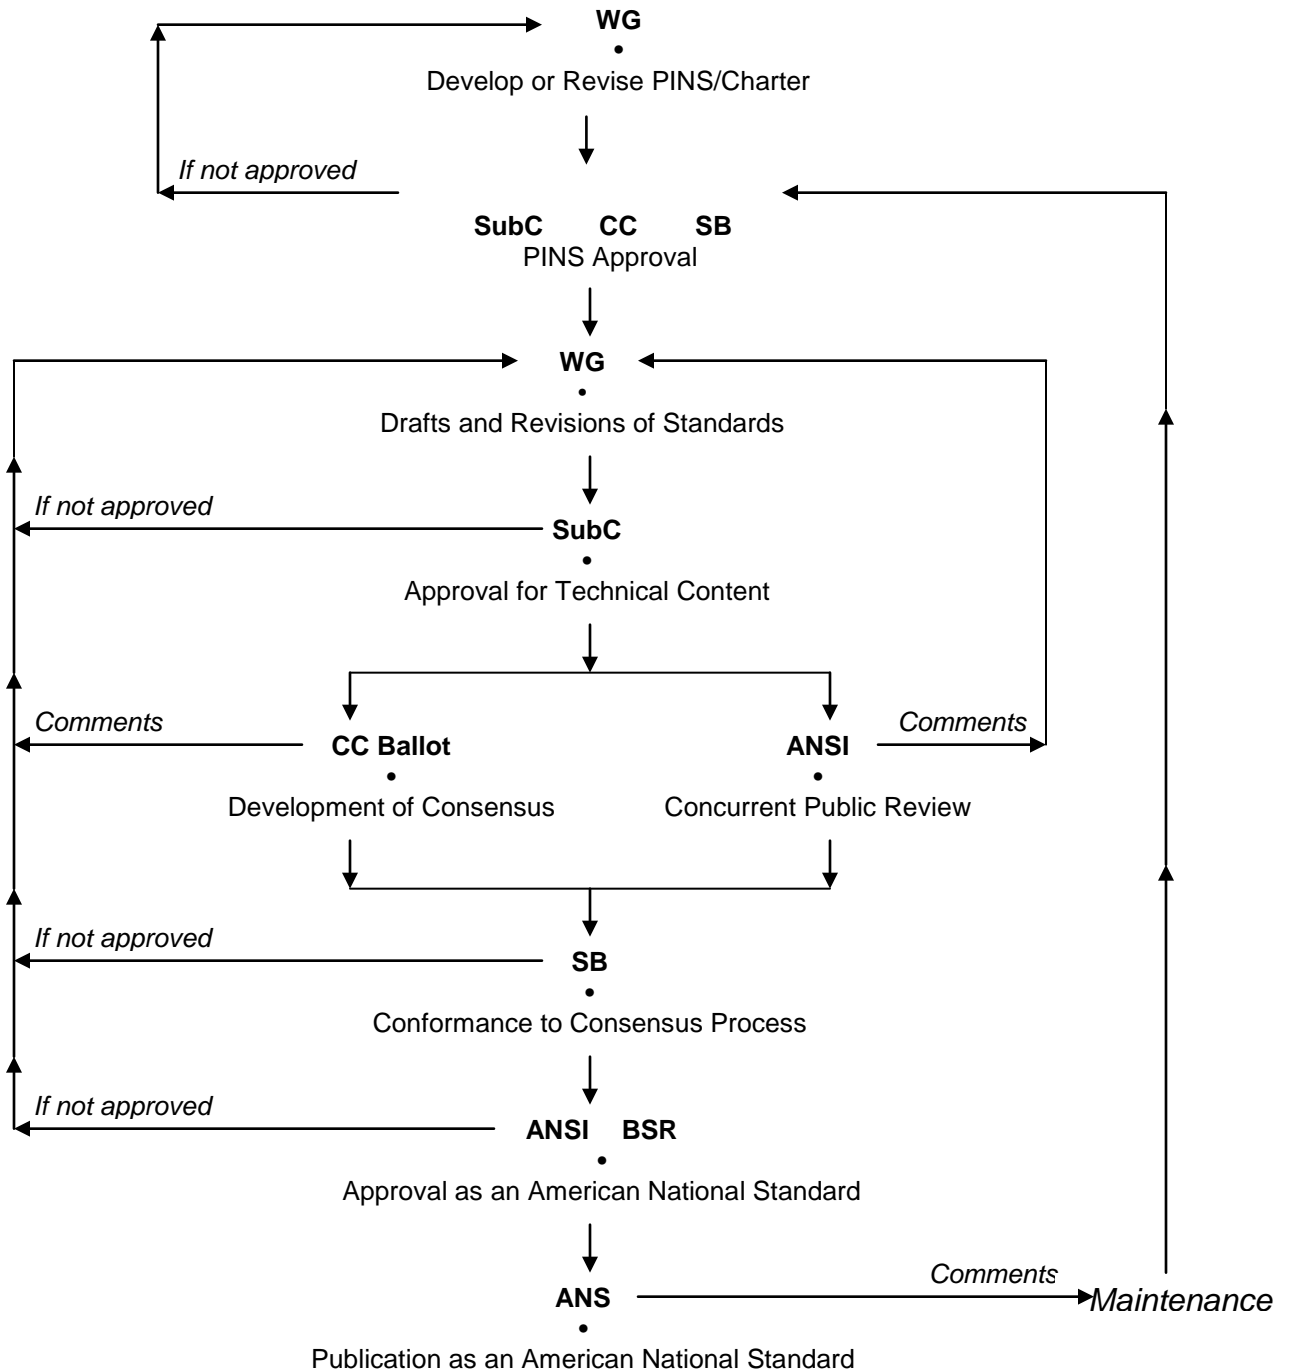 WG
•
Develop or Revise PINS/Charter
If not approved
SubC CC SB
PINS Approval
WG
•
Drafts and Revisions of Standards
If not approved
SubC
•
Approval for Technical Content
Comments
CC Ballot
ANSI
Comments
•
•
Development of Consensus
Concurrent Public Review
If not approved
SB
•
Conformance to Consensus Process
If not approved
ANSI BSR
•
Approval as an American National Standard
Comments
ANS
Maintenance
•
Publication as an American National Standard